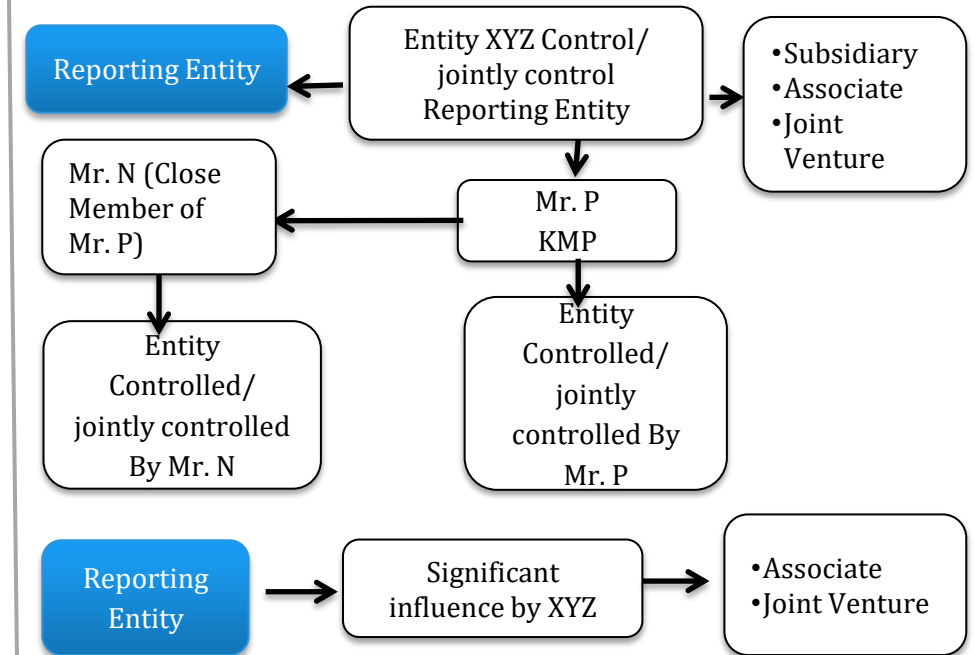 Reporting Entity
Entity XYZ Control/
jointly control
Reporting Entity
•Subsidiary
•Associate
•Joint
Venture
Mr. N (Close
Member of
Mr. P)
Mr. P
KMP
Entity
Controlled/
jointly controlled
By Mr. N
Entity
Controlled/
jointly
controlled By
Mr. P
Reporting
Entity
Significant
influence by XYZ
•Associate
•Joint Venture